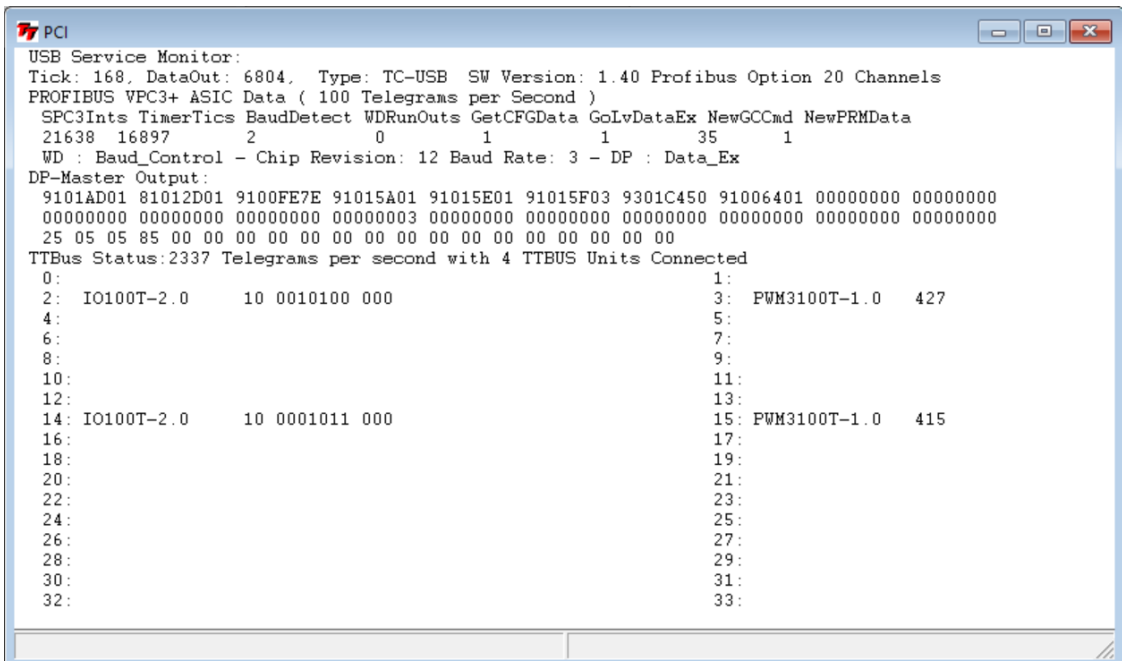 PCI
USB Service Monitor:
Tick: 168, DataOut: 6804, Type: TC-USB SW Version: 1.40 Profibus Option 20 Channels
PROFIBUS VPC3+ ASIC Data ( 100 Telegrams per Second )
SPC3Ints TimerTics BaudDetect WDRunOuts GetCFGData GoLvDataEx NewGCCmd NewPRMData
21638 16897 2 0 1 1 35 1
WD : Baud_Control – Chip Revision: 12 Baud Rate: 3 – DP : Data_Ex
DP-Master Output:
9101AD01 81012D01 9100FE7E 91015A01 91015E01 91015F03 9301C450 91006401 00000000 00000000
00000000 00000000 00000000 00000003 00000000 00000000 00000000 00000000 00000000 00000000
25 05 05 85 00 00 00 00 00 00 00 00 00 00 00 00 00 00 00 00
TTBus Status:2337 Telegrams per second with 4 TTBUS Units Connected
0: 1:
2: IO100T-2.0 10 0010100 000 3: PWM3100T-1.0 427
4: 5:
6: 7:
8: 9:
10: 11:
12: 13:
14: IO100T-2.0 10 0001011 000 15: PWM3100T-1.0 415
16: 17:
18: 19:
20: 21:
22: 23:
24: 25:
26: 27:
28: 29:
30: 31:
32: 33: